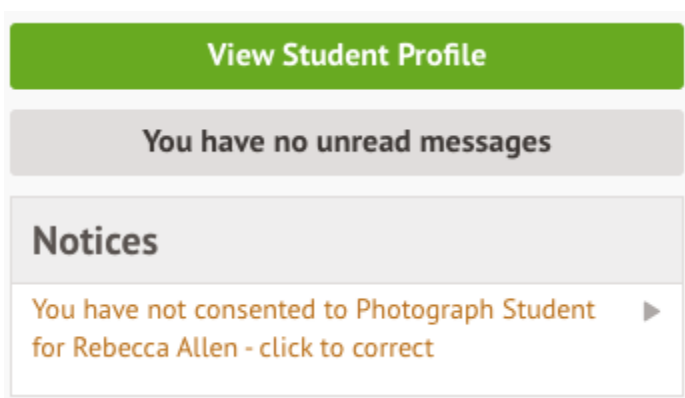 View Student Profile
You have no unread messages
Notices
You have not consented to Photograph Student
for Rebecca Allen - click to correct